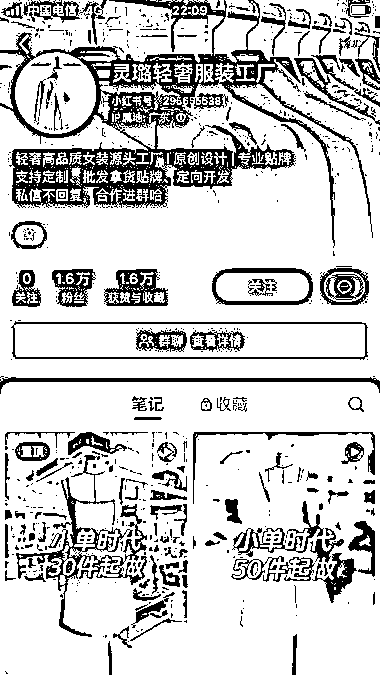 中国电信 4G 22:09
灵璐轻奢服装工厂
IP属地：广东
轻奢高品质女装源头工厂 | 原创设计 | 专业贴牌
支持定制、批发拿货贴牌、定向开发
私信不回复，合作进群哈
0 1.6万 1.6万
关注 粉丝 获赞与收藏
关注
群聊 查看详情
笔记 收藏
置顶
小单时代
50件起做
小单时代
50件起做